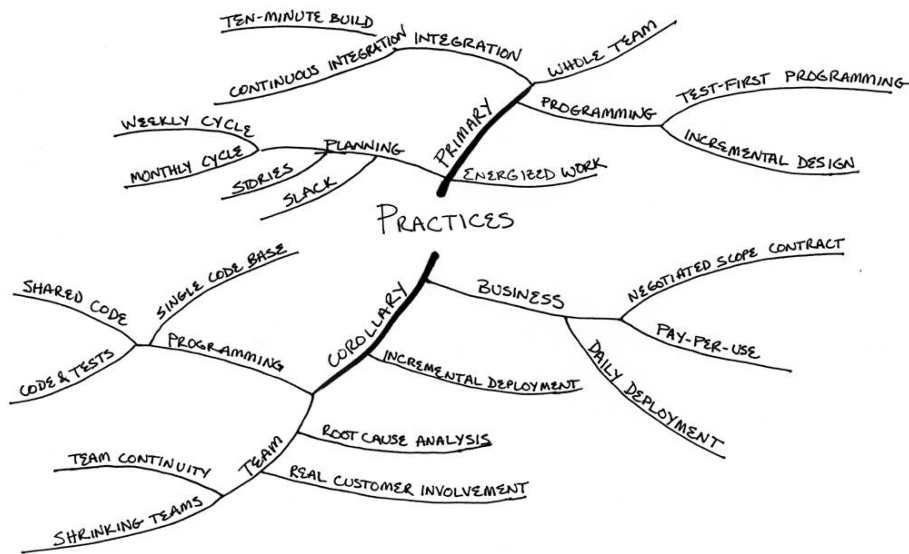 TEN-MINUTE BUILD
CONTINUOUS INTEGRATION
INTEGRATION
WHOLE TEAM
PRIMARY
PROGRAMMING
TEST-FIRST PROGRAMMING
INCREMENTAL DESIGN
WEEKLY CYCLE
MONTHLY CYCLE
PLANNING
STORIES
SLACK
ENERGIZED WORK
PRACTICES
SHARED CODE
SINGLE CODE BASE
CODE & TESTS
PROGRAMMING
COROLLARY
BUSINESS
NEGOTIATED SCOPE CONTRACT
PAY-PER-USE
DAILY DEPLOYMENT
INCREMENTAL DEPLOYMENT
ROOT CAUSE ANALYSIS
TEAM
TEAM CONTINUITY
REAL CUSTOMER INVOLVEMENT
SHRINKING TEAMS